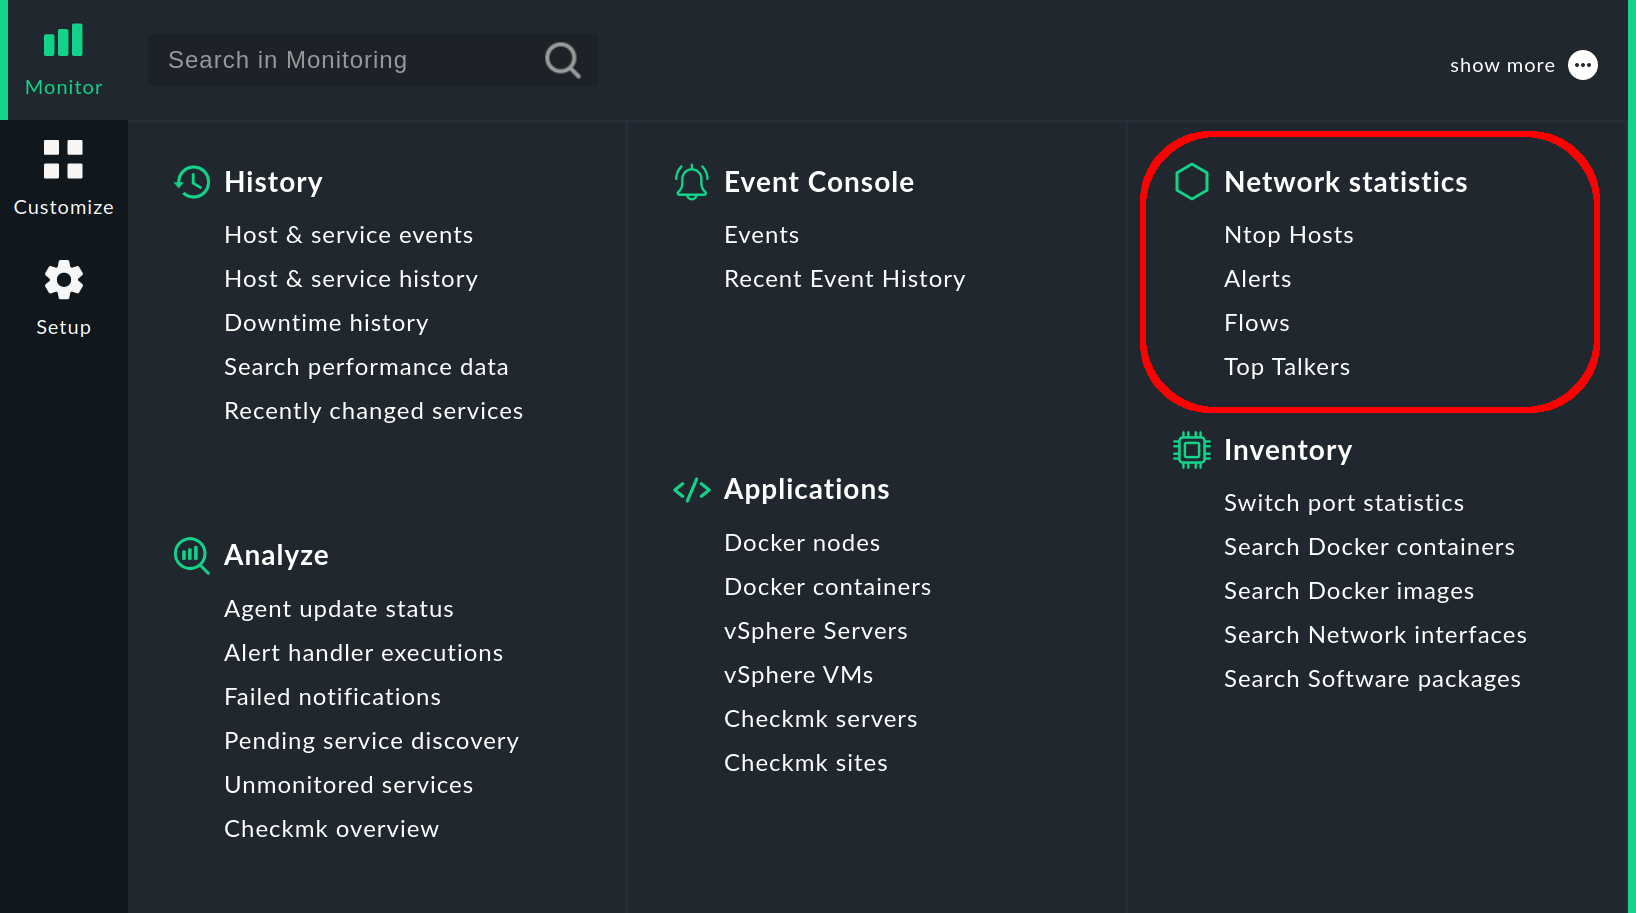 Monitor
Customize
Setup
Search in Monitoring
show more
History
Host & service events
Host & service history
Downtime history
Search performance data
Recently changed services
Analyze
Agent update status
Alert handler executions
Failed notifications
Pending service discovery
Unmonitored services
Checkmk overview
Event Console
Events
Recent Event History
Applications
Docker nodes
Docker containers
vSphere Servers
vSphere VMs
Checkmk servers
Checkmk sites
Network statistics
Ntop Hosts
Alerts
Flows
Top Talkers
Inventory
Switch port statistics
Search Docker containers
Search Docker images
Search Network interfaces
Search Software packages